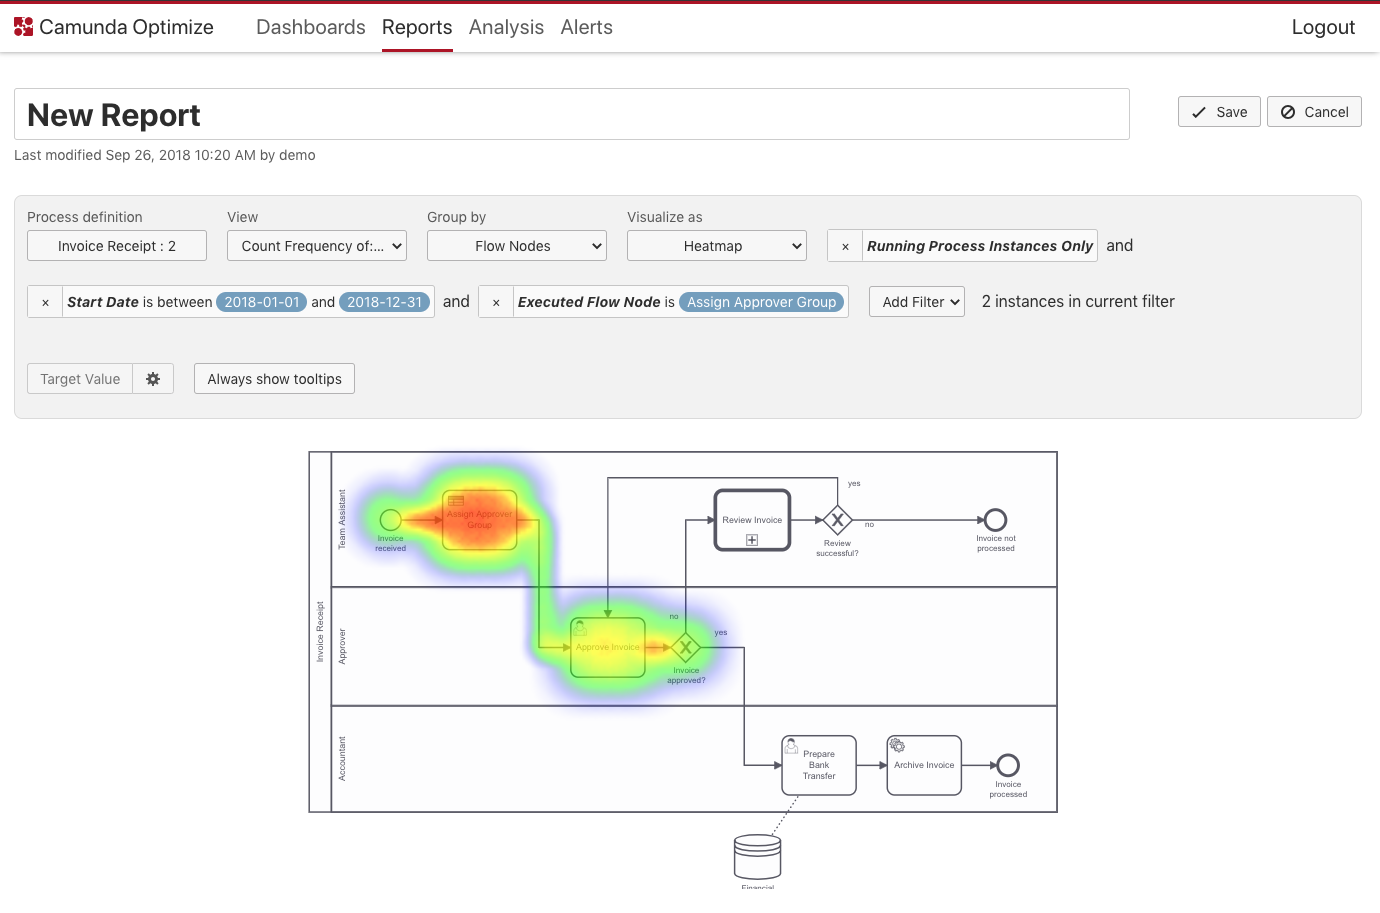 Camunda Optimize Dashboards Reports Analysis Alerts Logout
New Report
Save Cancel
Last modified Sep 26, 2018 10:20 AM by demo
Process definition View Group by Visualize as
Invoice Receipt : 2 Count Frequency of:... Flow Nodes Heatmap × Running Process Instances Only and
× Start Date is between 2018-01-01 and 2018-12-31 and × Executed Flow Node is Assign Approver Group Add Filter 2 instances in current filter
Target Value Always show tooltips
Invoice Receipt
Team Assistant
Invoice
received
Assign Approver
Group
Review Invoice
yes
no
Review
successful?
Invoice not
processed
Approver
Approve Invoice
no
yes
Invoice
approved?
Accountant
Prepare
Bank
Transfer
Archive Invoice
Invoice
processed
Financial